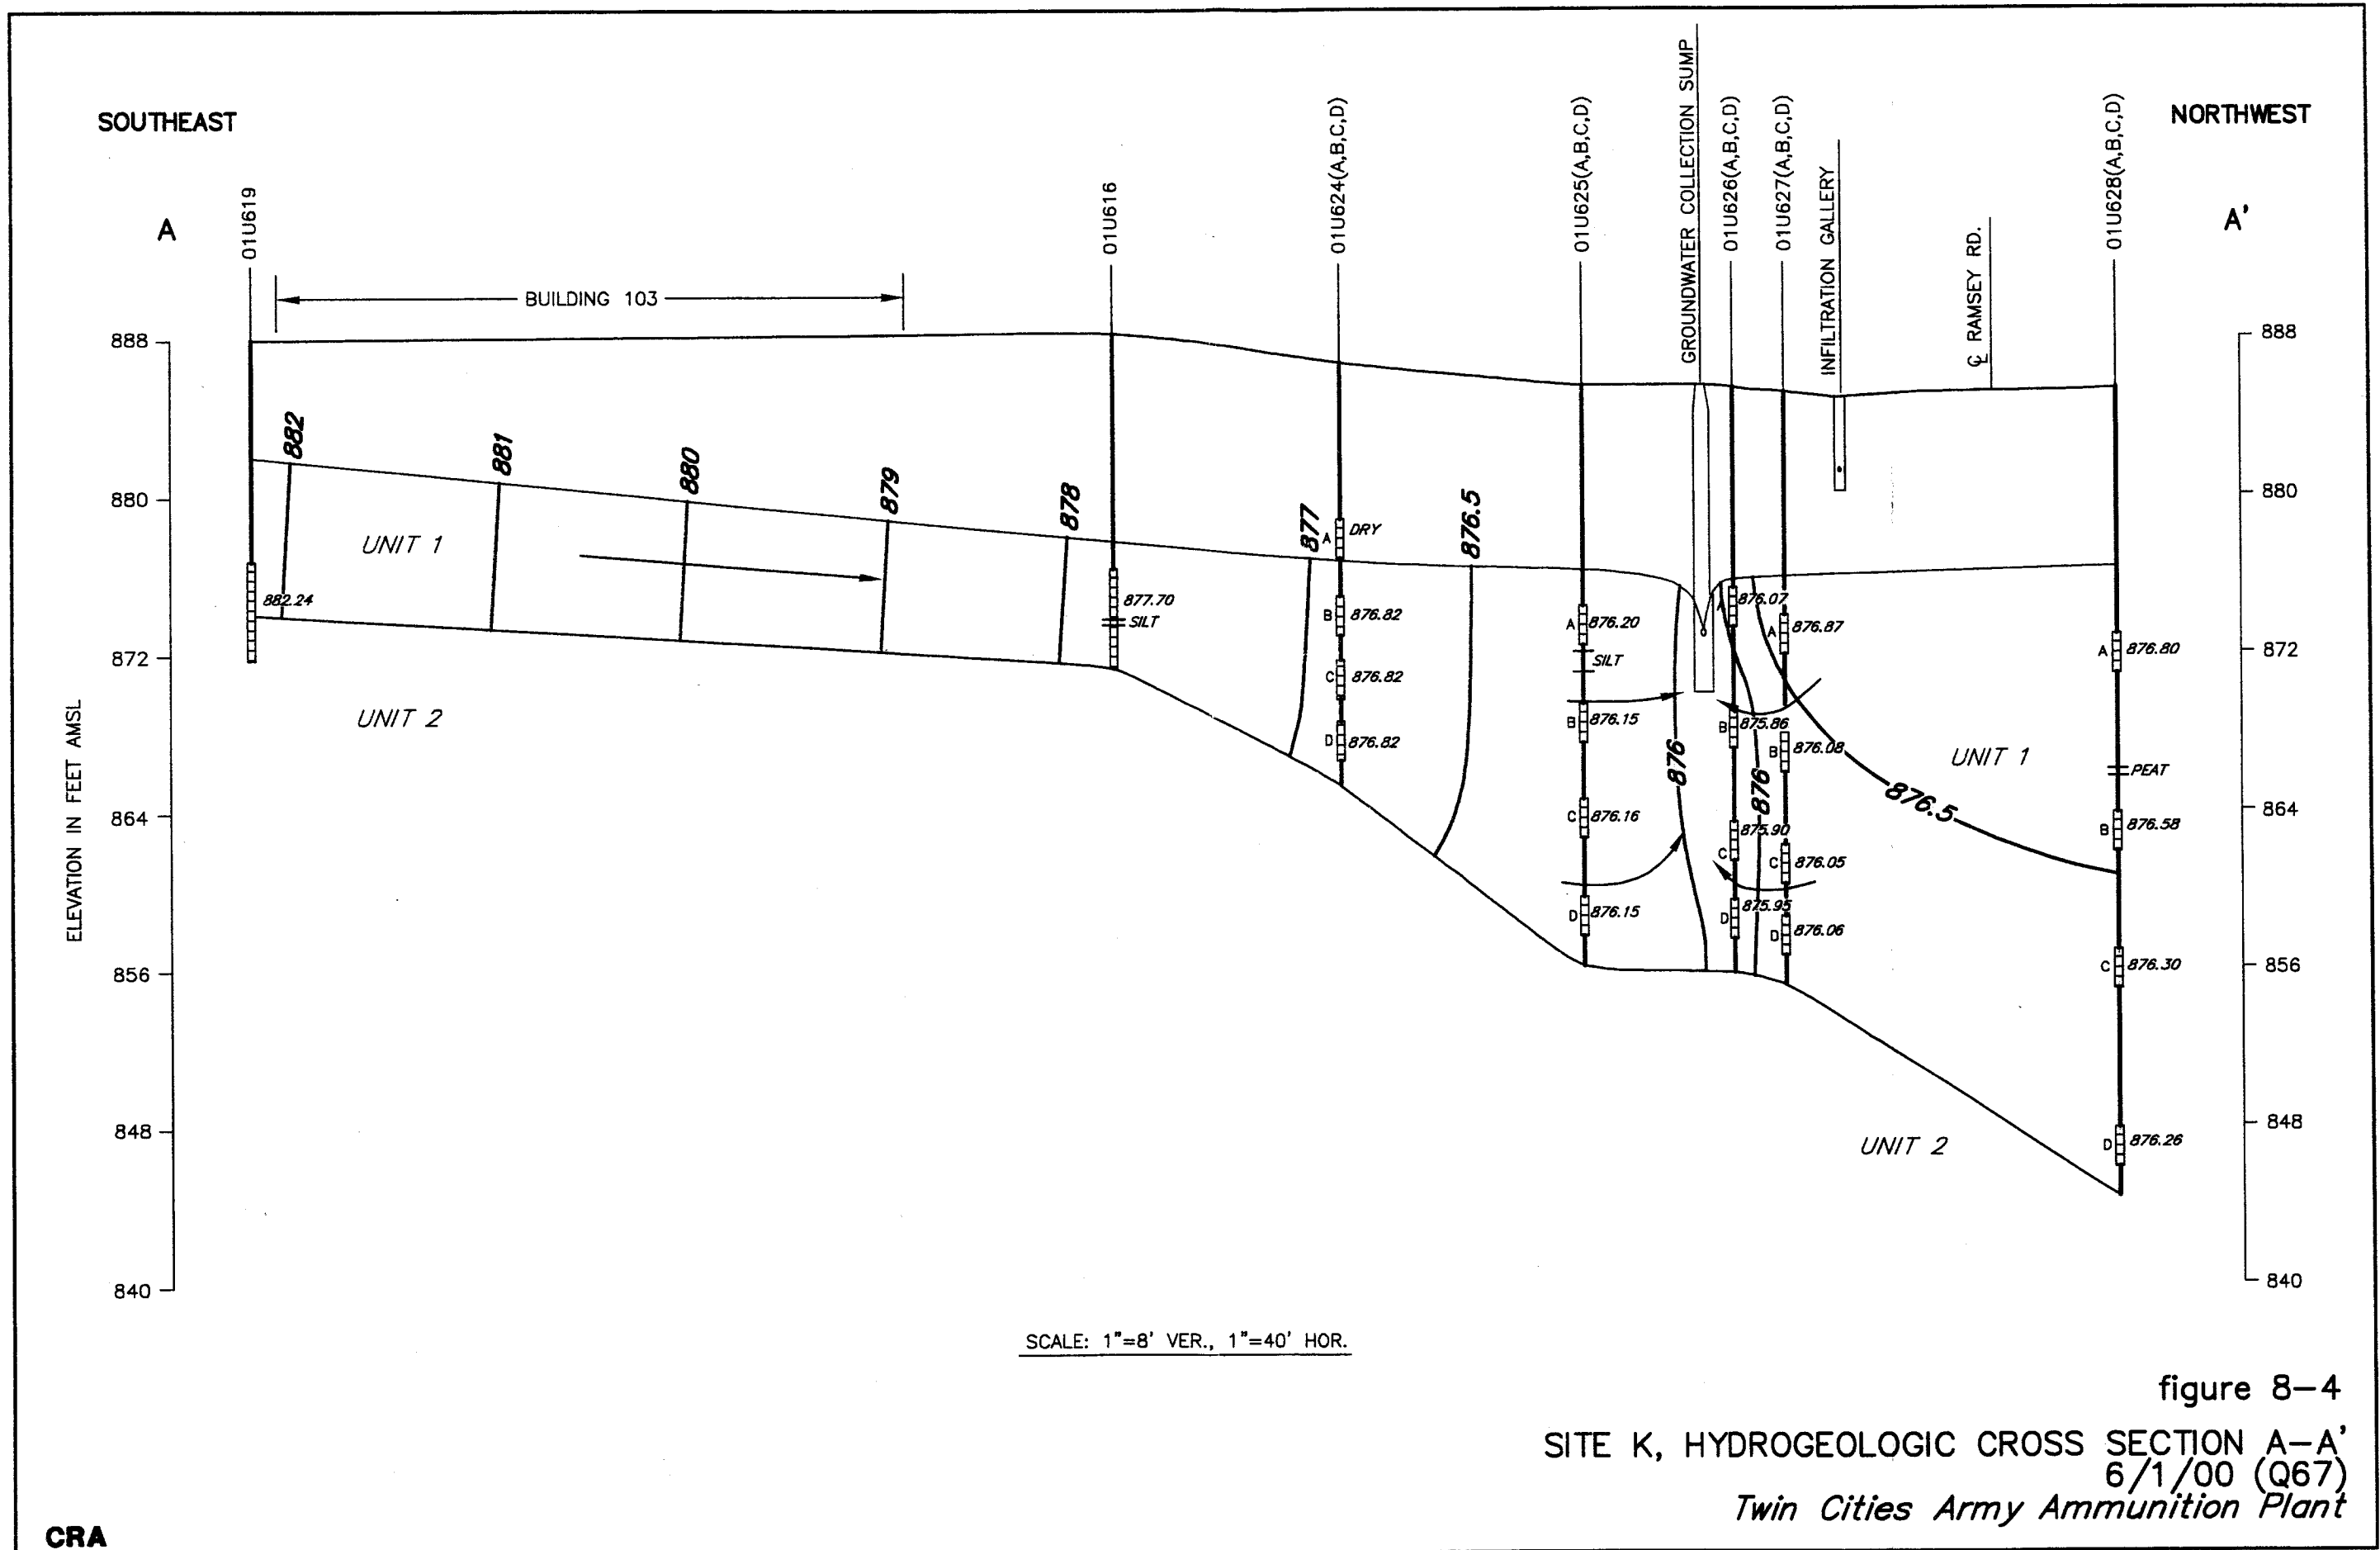 SOUTHEAST
NORTHWEST
A
A'
01U619
01U616
01U624(A,B,C,D)
01U625(A,B,C,D)
GROUNDWATER COLLECTION SUMP
01U626(A,B,C,D)
01U627(A,B,C,D)
INFILTRATION GALLERY
℄ RAMSEY RD.
01U628(A,B,C,D)
BUILDING 103
ELEVATION IN FEET AMSL
888
880
872
864
856
848
840
888
880
872
864
856
848
840
882
881
880
879
878
877
876.5
876
876
876.5
UNIT 1
UNIT 2
UNIT 1
UNIT 2
882.24
877.70
SILT
A DRY
B 876.82
C 876.82
D 876.82
A 876.20
SILT
B 876.15
C 876.16
D 876.15
A 876.07
B 875.86
C 875.90
D 875.95
A 876.87
B 876.08
C 876.05
D 876.06
A 876.80
PEAT
B 876.58
C 876.30
D 876.26
SCALE: 1"=8' VER., 1"=40' HOR.
figure 8-4
SITE K, HYDROGEOLOGIC CROSS SECTION A-A'
6/1/00 (Q67)
Twin Cities Army Ammunition Plant
CRA